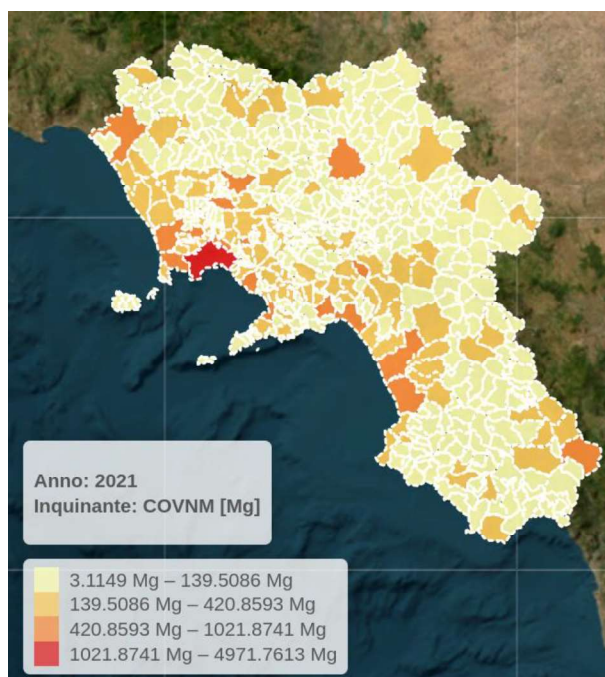 Anno: 2021
Inquinante: COVNM [Mg]
3.1149 Mg – 139.5086 Mg
139.5086 Mg – 420.8593 Mg
420.8593 Mg – 1021.8741 Mg
1021.8741 Mg – 4971.7613 Mg